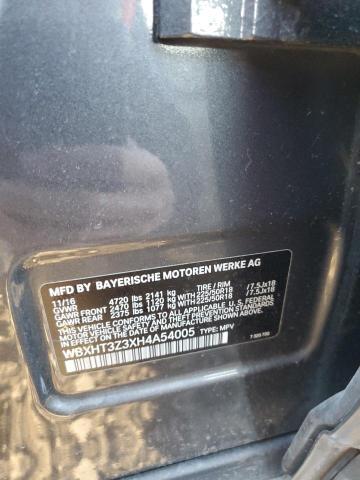 MFD BY BAYERISCHE MOTOREN WERKE AG
11/16 TIRE / RIM
GVWR 4720 lbs 2141 kg
GAWR FRONT 2470 lbs 1120 kg WITH 225/50R18 /7.5Jx18
GAWR REAR 2375 lbs 1077 kg WITH 225/50R18 /7.5Jx18
THIS VEHICLE CONFORMS TO ALL APPLICABLE U.S. FEDERAL
MOTOR VEHICLE SAFETY, BUMPER, AND THEFT PREVENTION
STANDARDS IN EFFECT ON THE DATE OF MANUFACTURE SHOWN ABOVE.
WBXHT3Z3XH4A54005 TYPE: MPV